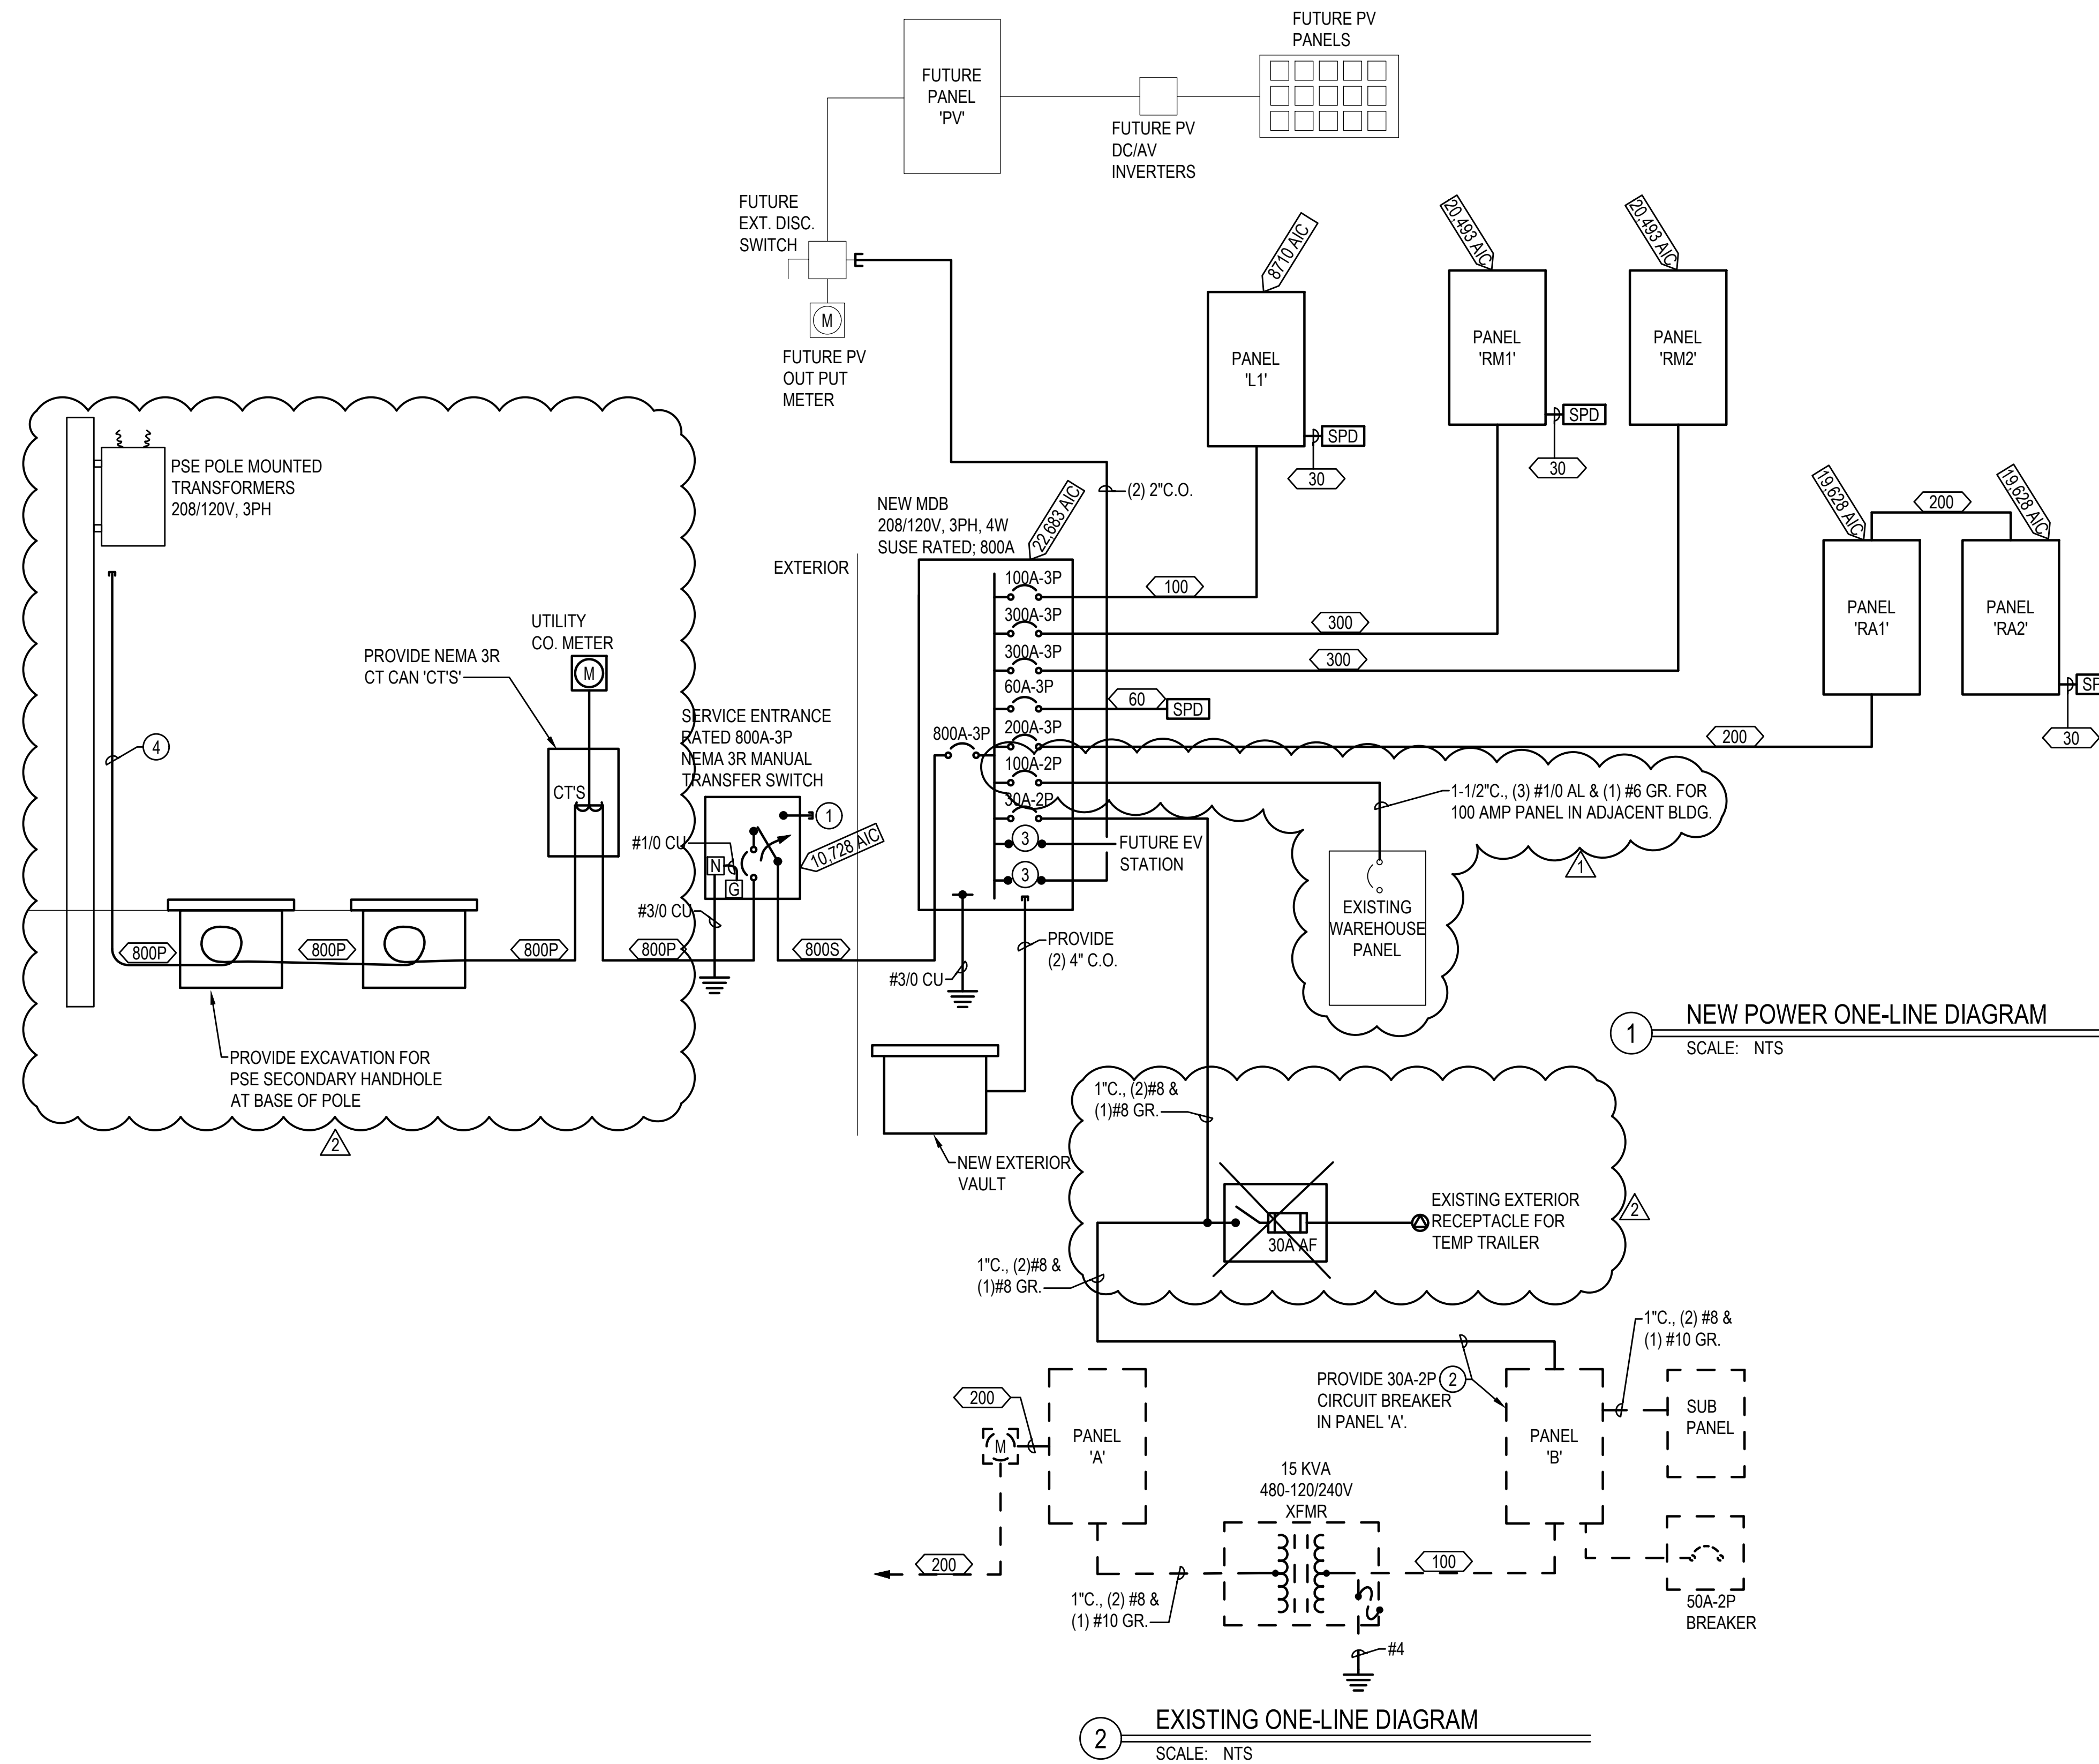 FUTURE PV
PANELS
FUTURE
PANEL
'PV'
FUTURE PV
DC/AV
INVERTERS
FUTURE
EXT. DISC.
SWITCH
M
FUTURE PV
OUT PUT
METER
8710 AIC
20,493 AIC
20,493 AIC
PANEL
'L1'
SPD
30
PANEL
'RM1'
SPD
30
PANEL
'RM2'
19,628 AIC
200
19,628 AIC
PANEL
'RA1'
PANEL
'RA2'
SP
30
PSE POLE MOUNTED
TRANSFORMERS
208/120V, 3PH
4
UTILITY
CO. METER
M
PROVIDE NEMA 3R
CT CAN 'CT'S'
CT'S
EXTERIOR
SERVICE ENTRANCE
RATED 800A-3P
NEMA 3R MANUAL
TRANSFER SWITCH
1
10,728 AIC
#1/0 CU
N
G
#3/0 CU
800P
800P
800P
800P
800S
PROVIDE EXCAVATION FOR
PSE SECONDARY HANDHOLE
AT BASE OF POLE
2
NEW MDB
208/120V, 3PH, 4W
SUSE RATED; 800A
22,683 AIC
(2) 2"C.O.
800A-3P
100A-3P
100
300A-3P
300
300A-3P
300
60A-3P
60
SPD
200A-3P
200
100A-2P
30A-2P
3
FUTURE EV
STATION
3
#3/0 CU
PROVIDE
(2) 4" C.O.
NEW EXTERIOR
VAULT
1-1/2"C., (3) #1/0 AL & (1) #6 GR. FOR
100 AMP PANEL IN ADJACENT BLDG.
1
EXISTING
WAREHOUSE
PANEL
1
NEW POWER ONE-LINE DIAGRAM
SCALE: NTS
1"C., (2)#8 &
(1)#8 GR.
30A AF
EXISTING EXTERIOR
RECEPTACLE FOR
TEMP TRAILER
2
1"C., (2)#8 &
(1)#8 GR.
1"C., (2) #8 &
(1) #10 GR.
PROVIDE 30A-2P
CIRCUIT BREAKER
IN PANEL 'A'.
2
200
M
PANEL
'A'
PANEL
'B'
SUB
PANEL
15 KVA
480-120/240V
XFMR
200
100
1"C., (2) #8 &
(1) #10 GR.
50A-2P
BREAKER
#4
2
EXISTING ONE-LINE DIAGRAM
SCALE: NTS